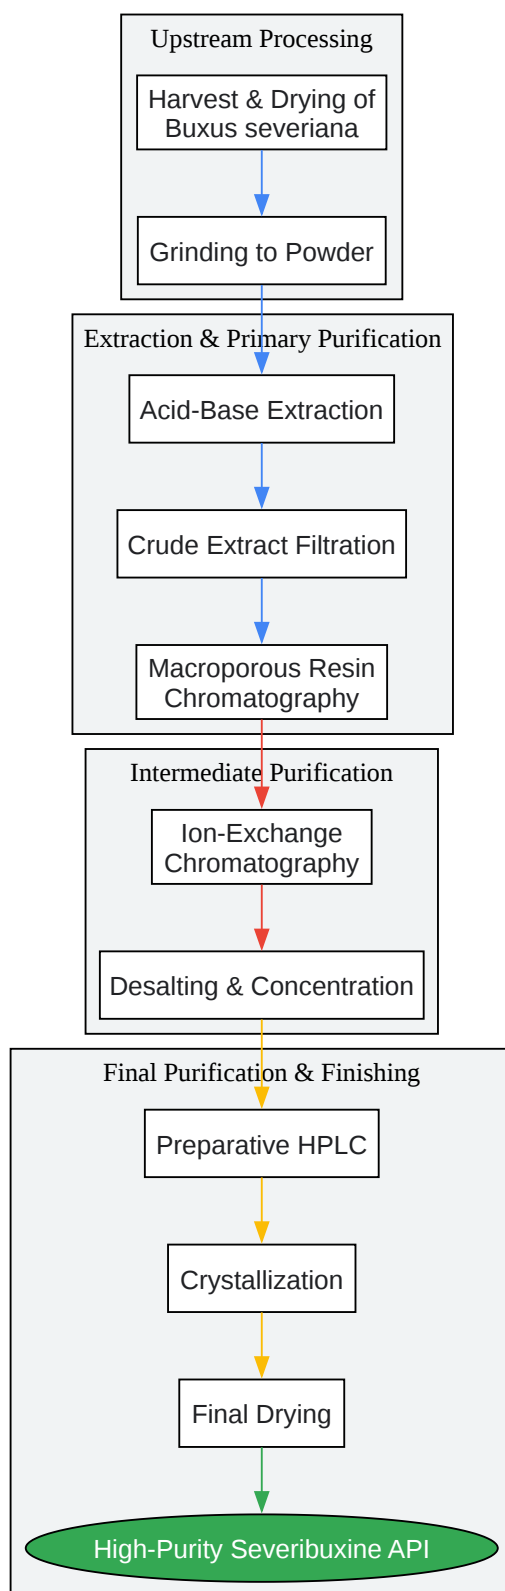 Upstream Processing
Harvest & Drying of
Buxus severiana
Grinding to Powder
Extraction & Primary Purification
Acid-Base Extraction
Crude Extract Filtration
Macroporous Resin
Chromatography
Intermediate Purification
Ion-Exchange
Chromatography
Desalting & Concentration
Final Purification & Finishing
Preparative HPLC
Crystallization
Final Drying
High-Purity Severibuxine API